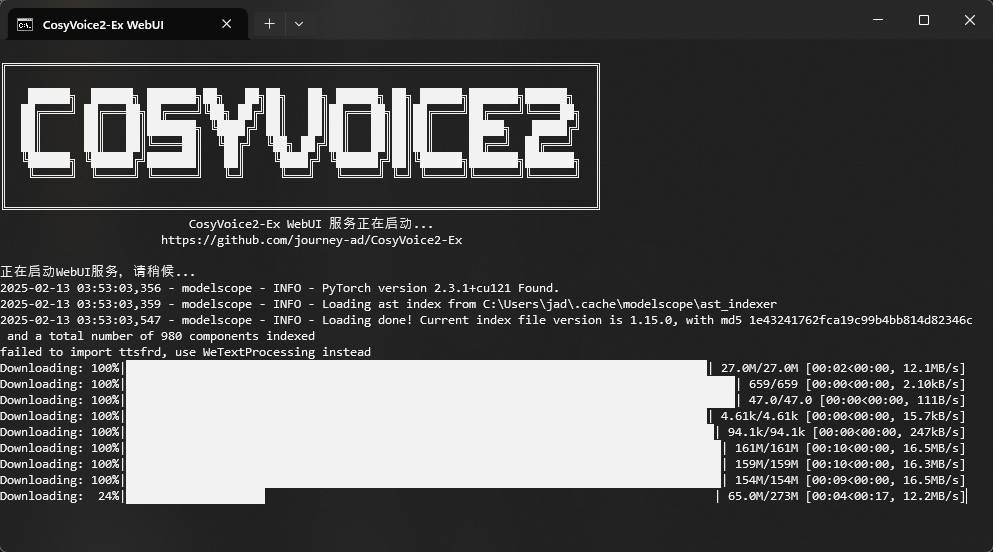 CosyVoice2-Ex WebUI
COSYVOICE2
CosyVoice2-Ex WebUI 服务正在启动...
https://github.com/journey-ad/CosyVoice2-Ex
正在启动WebUI服务，请稍候...
2025-02-13 03:53:03,356 - modelscope - INFO - PyTorch version 2.3.1+cu121 Found.
2025-02-13 03:53:03,359 - modelscope - INFO - Loading ast index from C:\Users\jad\.cache\modelscope\ast_indexer
2025-02-13 03:53:03,547 - modelscope - INFO - Loading done! Current index file version is 1.15.0, with md5 1e43241762fca19c99b4bb814d82346c
and a total number of 980 components indexed
failed to import ttsfrd, use WeTextProcessing instead
Downloading: 100%| | 27.0M/27.0M [00:02<00:00, 12.1MB/s]
Downloading: 100%| | 659/659 [00:00<00:00, 2.10kB/s]
Downloading: 100%| | 47.0/47.0 [00:00<00:00, 111B/s]
Downloading: 100%| | 4.61k/4.61k [00:00<00:00, 15.7kB/s]
Downloading: 100%| | 94.1k/94.1k [00:00<00:00, 247kB/s]
Downloading: 100%| | 161M/161M [00:10<00:00, 16.5MB/s]
Downloading: 100%| | 159M/159M [00:10<00:00, 16.3MB/s]
Downloading: 100%| | 154M/154M [00:09<00:00, 16.5MB/s]
Downloading: 24%| | 65.0M/273M [00:04<00:17, 12.2MB/s]